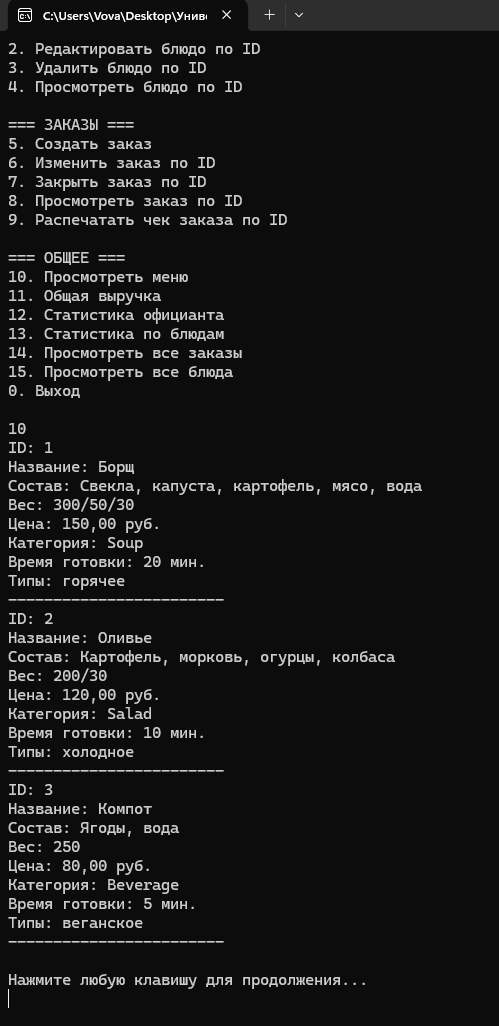 C:\Users\Vova\Desktop\Униве
2. Редактировать блюдо по ID
3. Удалить блюдо по ID
4. Просмотреть блюдо по ID
=== ЗАКАЗЫ ===
5. Создать заказ
6. Изменить заказ по ID
7. Закрыть заказ по ID
8. Просмотреть заказ по ID
9. Распечатать чек заказа по ID
=== ОБЩЕЕ ===
10. Просмотреть меню
11. Общая выручка
12. Статистика официанта
13. Статистика по блюдам
14. Просмотреть все заказы
15. Просмотреть все блюда
0. Выход
10
ID: 1
Название: Борщ
Состав: Свекла, капуста, картофель, мясо, вода
Вес: 300/50/30
Цена: 150,00 руб.
Категория: Soup
Время готовки: 20 мин.
Типы: горячее
------------------------
ID: 2
Название: Оливье
Состав: Картофель, морковь, огурцы, колбаса
Вес: 200/30
Цена: 120,00 руб.
Категория: Salad
Время готовки: 10 мин.
Типы: холодное
------------------------
ID: 3
Название: Компот
Состав: Ягоды, вода
Вес: 250
Цена: 80,00 руб.
Категория: Beverage
Время готовки: 5 мин.
Типы: веганское
------------------------
Нажмите любую клавишу для продолжения...